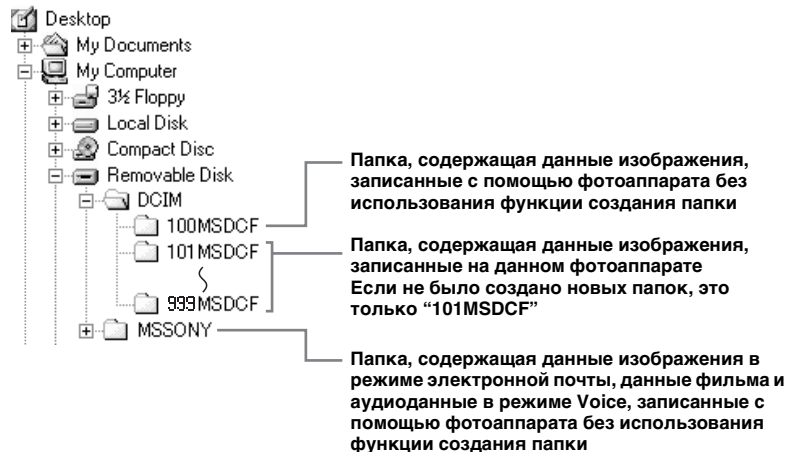 Desktop
My Documents
My Computer
3½ Floppy
Local Disk
Compact Disc
Removable Disk
DCIM
100MSDCF
101MSDCF
999MSDCF
MSSONY
Папка, содержащая данные изображения,
записанные с помощью фотоаппарата без
использования функции создания папки
Папка, содержащая данные изображения,
записанные на данном фотоаппарате
Если не было создано новых папок, это
только “101MSDCF”
Папка, содержащая данные изображения в
режиме электронной почты, данные фильма и
аудиоданные в режиме Voice, записанные с
помощью фотоаппарата без использования
функции создания папки